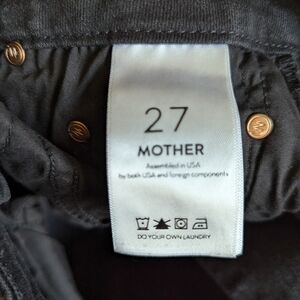 27
MOTHER
Assembled in USA
by both USA and foreign components
DO YOUR OWN LAUNDRY